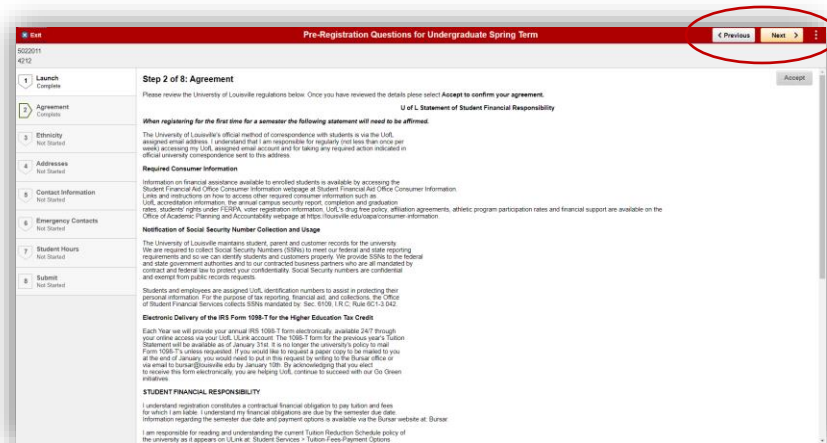 Exit
Pre-Registration Questions for Undergraduate Spring Term
Previous
Next
5022011
4212
1 Launch
Complete
2 Agreement
Complete
3 Ethnicity
Not Started
4 Addresses
Not Started
5 Contact Information
Not Started
6 Emergency Contacts
Not Started
7 Student Hours
Not Started
8 Submit
Not Started
Step 2 of 8: Agreement
Accept
Please review the University of Louisville regulations below. Once you have reviewed the details plese select Accept to confirm your agreement.
U of L Statement of Student Financial Responsibility
When registering for the first time for a semester the following statement will need to be affirmed.
The University of Louisville's official method of correspondence with students is via the UofL
assigned email address. I understand that I am responsible for regularly (not less than once per
week) accessing my UofL assigned email account and for taking any required action indicated in
official university correspondence sent to this address.
Required Consumer Information
Information on financial assistance available to enrolled students is available by accessing the
Student Financial Aid Office Consumer Information webpage at Student Financial Aid Office Consumer Information.
Links and instructions on how to access other required consumer information such as
UofL accreditation information, the annual campus security report, completion and graduation
rates, students' rights under FERPA, voter registration information, UofL's drug free policy, affiliation agreements, athletic program participation rates and financial support are available on the
Office of Academic Planning and Accountability webpage at https://louisville.edu/oapa/consumer-information.
Notification of Social Security Number Collection and Usage
The University of Louisville maintains student, parent and customer records for the university.
We are required to collect Social Security Numbers (SSNs) to meet our federal and state reporting
requirements and so we can identify students and customers properly. We provide SSNs to the federal
and state government authorities and to our contracted business partners who are all mandated by
contract and federal law to protect your confidentiality. Social Security numbers are confidential
and exempt from public records requests.
Students and employees are assigned UofL identification numbers to assist in protecting their
personal information. For the purpose of tax reporting, financial aid, and collections, the Office
of Student Financial Services collects SSNs mandated by: Sec. 6109, I.R.C; Rule 6C1-3.042.
Electronic Delivery of the IRS Form 1098-T for the Higher Education Tax Credit
Each Year we will provide your annual IRS 1098-T form electronically, available 24/7 through
your online access via your UofL ULink account. The 1098-T form for the previous year's Tuition
Statement will be available as of January 31st. It is no longer the university's policy to mail
Form 1098-T's unless requested. If you would like to request a paper copy to be mailed to you
at the end of January, you would need to put in this request by writing to the Bursar office or
via email to bursar@louisville.edu by January 10th. By acknowledging that you elect
to receive this form electronically, you are helping UofL continue to succeed with our Go Green
initiatives.
STUDENT FINANCIAL RESPONSIBILITY
I understand registration constitutes a contractual financial obligation to pay tuition and fees
for which I am liable. I understand my financial obligations are due by the semester due date.
Information regarding the semester due date and payment options is available via the Bursar website at: Bursar
I am responsible for reading and understanding the current Tuition Reduction Schedule policy of
the university as it appears on ULink at: Student Services > Tuition-Fees-Payment Options